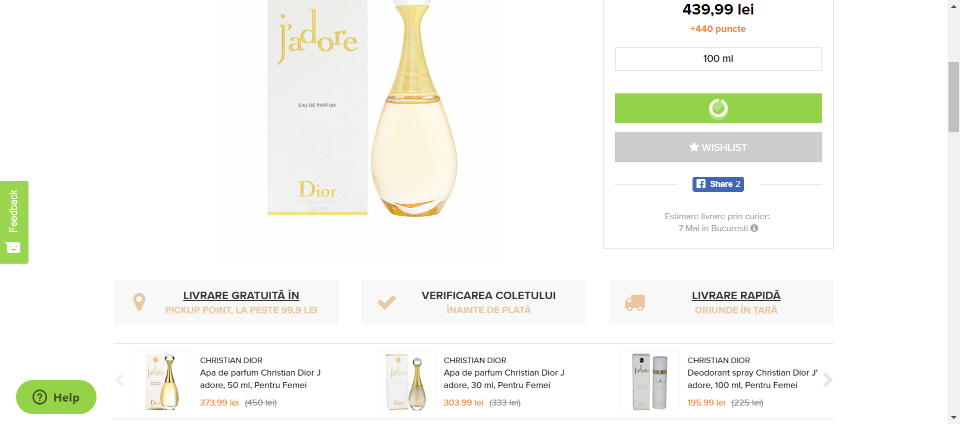 439,99 lei
+440 puncte
j'adore
EAU DE PARFUM
Dior
100 ml
WISHLIST
Share 2
Estimare livrare prin curier:
7 Mai in Bucuresti
Feedback
LIVRARE GRATUITĂ ÎN
PICKUP POINT, LA PESTE 99,9 LEI
VERIFICAREA COLETULUI
ÎNAINTE DE PLATĂ
LIVRARE RAPIDĂ
ORIUNDE IN ȚARĂ
CHRISTIAN DIOR
Apa de parfum Christian Dior J
adore, 50 ml, Pentru Femei
373.99 lei (450 lei)
CHRISTIAN DIOR
Apa de parfum Christian Dior J
adore, 30 ml, Pentru Femei
303.99 lei (333 lei)
CHRISTIAN DIOR
Deodorant spray Christian Dior J'
adore, 100 ml, Pentru Femei
195.99 lei (225 lei)
Help